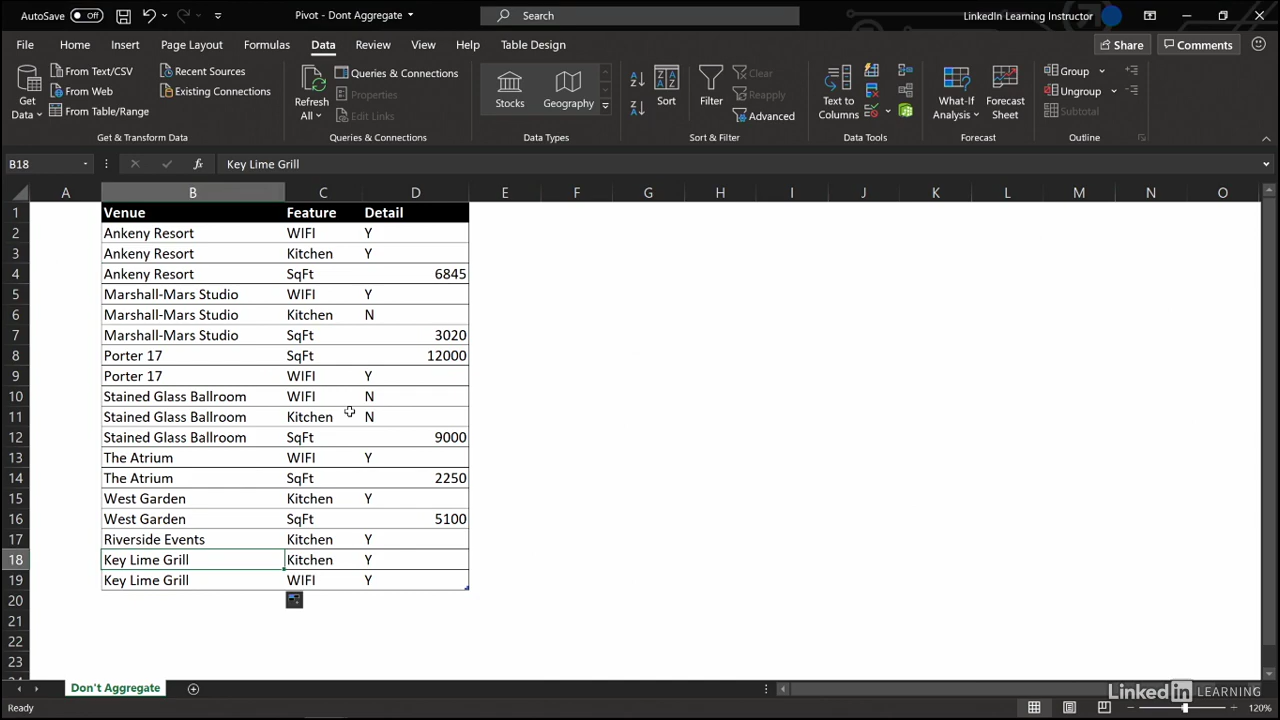 AutoSave Off Pivot - Dont Aggregate Search LinkedIn Learning Instructor
File Home Insert Page Layout Formulas Data Review View Help Table Design Share Comments
Get Data From Text/CSV From Web From Table/Range Recent Sources Existing Connections
Get & Transform Data
Refresh All Queries & Connections Properties Edit Links
Queries & Connections
Stocks Geography
Data Types
Sort Filter Clear Reapply Advanced
Sort & Filter
Text to Columns
Data Tools
What-If Analysis Forecast Sheet
Forecast
Group Ungroup Subtotal
Outline
B18 fx Key Lime Grill
A B C D E F G H I J K L M N O
1 Venue Feature Detail
2 Ankeny Resort WIFI Y
3 Ankeny Resort Kitchen Y
4 Ankeny Resort SqFt 6845
5 Marshall-Mars Studio WIFI Y
6 Marshall-Mars Studio Kitchen N
7 Marshall-Mars Studio SqFt 3020
8 Porter 17 SqFt 12000
9 Porter 17 WIFI Y
10 Stained Glass Ballroom WIFI N
11 Stained Glass Ballroom Kitchen N
12 Stained Glass Ballroom SqFt 9000
13 The Atrium WIFI Y
14 The Atrium SqFt 2250
15 West Garden Kitchen Y
16 West Garden SqFt 5100
17 Riverside Events Kitchen Y
18 Key Lime Grill Kitchen Y
19 Key Lime Grill WIFI Y
20
21
22
23
Don't Aggregate
LinkedIn LEARNING
Ready 120%